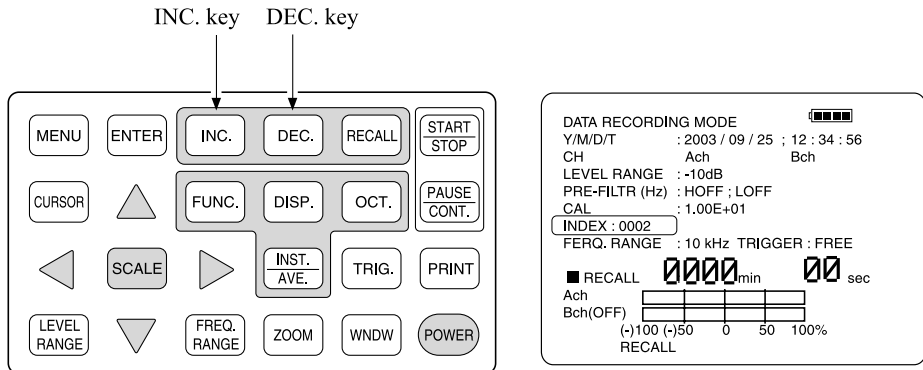 INC. key DEC. key
MENU ENTER INC. DEC. RECALL START STOP
CURSOR FUNC. DISP. OCT. PAUSE CONT.
SCALE INST. AVE. TRIG. PRINT
LEVEL RANGE FREQ. RANGE ZOOM WNDW POWER
DATA RECORDING MODE
Y/M/D/T : 2003 / 09 / 25 ; 12 : 34 : 56
CH Ach Bch
LEVEL RANGE : -10dB
PRE-FILTR (Hz) : HOFF ; LOFF
CAL : 1.00E+01
INDEX : 0002
FERQ. RANGE : 10 kHz TRIGGER : FREE
RECALL 0000 min 00 sec
Ach
Bch(OFF)
(-)100 (-)50 0 50 100%
RECALL